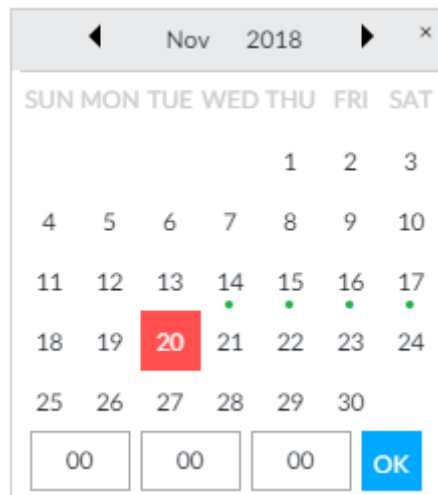 Nov 2018 ×
SUN MON TUE WED THU FRI SAT
1 2 3
4 5 6 7 8 9 10
11 12 13 14 15 16 17
18 19 20 21 22 23 24
25 26 27 28 29 30
00 00 00 OK